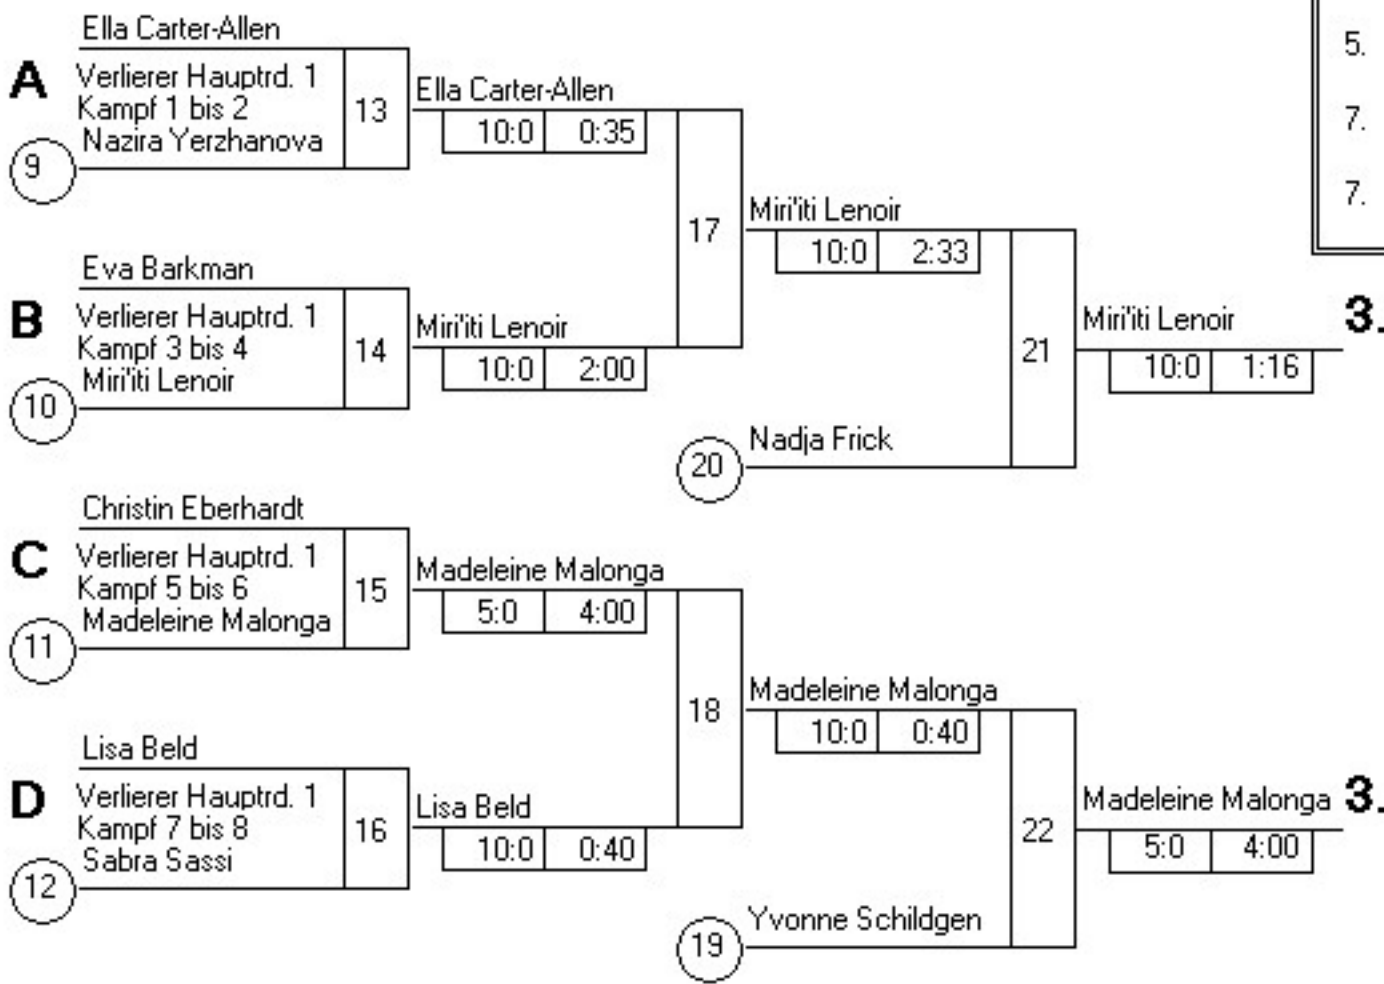 Ella Carter-Allen
A
Verlierer Hauptrd. 1
Kampf 1 bis 2
Nazira Yerzhanova
9
13
Ella Carter-Allen
10:0 0:35
Eva Barkman
B
Verlierer Hauptrd. 1
Kampf 3 bis 4
Miri'iti Lenoir
10
14
Miri'iti Lenoir
10:0 2:00
17
Miri'iti Lenoir
10:0 2:33
Nadja Frick
20
21
Miri'iti Lenoir
10:0 1:16
3.
Christin Eberhardt
C
Verlierer Hauptrd. 1
Kampf 5 bis 6
Madeleine Malonga
11
15
Madeleine Malonga
5:0 4:00
Lisa Beld
D
Verlierer Hauptrd. 1
Kampf 7 bis 8
Sabra Sassi
12
16
Lisa Beld
10:0 0:40
18
Madeleine Malonga
10:0 0:40
Yvonne Schildgen
19
22
Madeleine Malonga
5:0 4:00
3.
5.
7.
7.